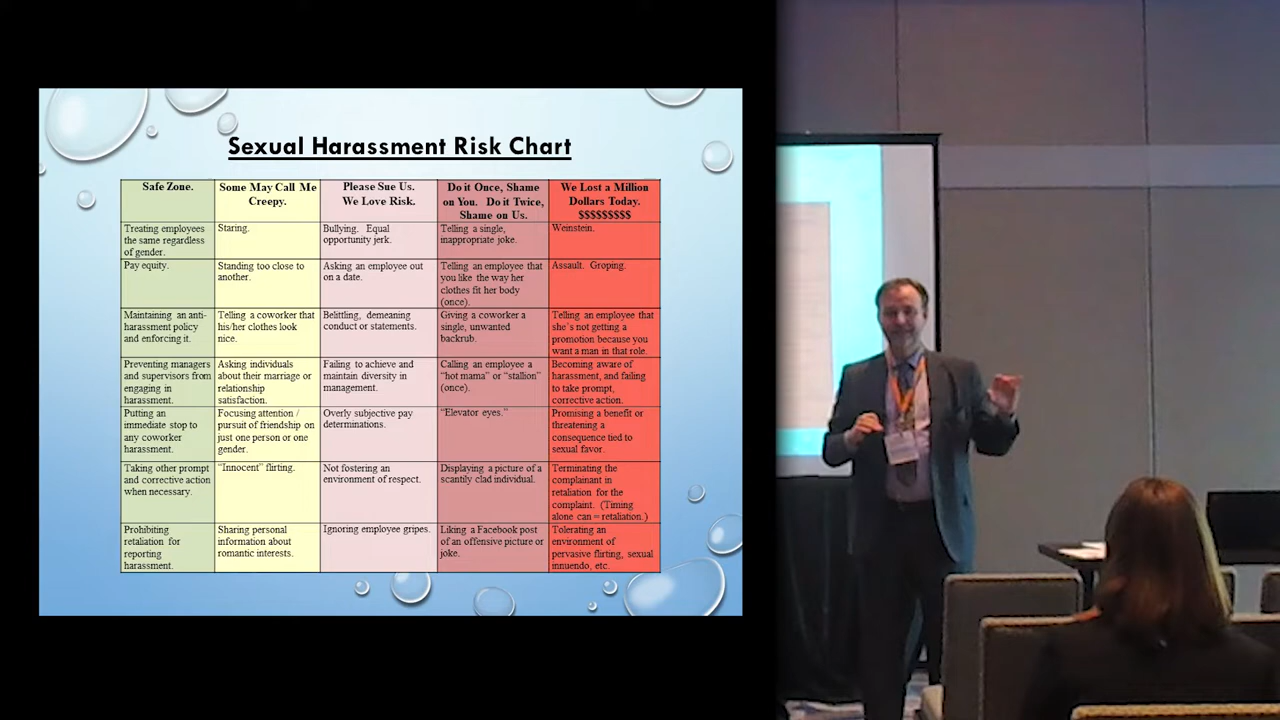 Sexual Harassment Risk Chart
Safe Zone.
Some May Call Me
Creepy.
Please Sue Us.
We Love Risk.
Do it Once, Shame
on You. Do it Twice,
Shame on Us.
We Lost a Million
Dollars Today.
$$$$$$$$$
Treating employees
the same regardless
of gender.
Staring.
Bullying. Equal
opportunity jerk.
Telling a single,
inappropriate joke.
Weinstein.
Pay equity.
Standing too close to
another.
Asking an employee out
on a date.
Telling an employee that
you like the way her
clothes fit her body
(once).
Assault. Groping.
Maintaining an anti-
harassment policy
and enforcing it.
Telling a coworker that
his/her clothes look
nice.
Belittling, demeaning
conduct or statements.
Giving a coworker a
single, unwanted
backrub.
Telling an employee that
she's not getting a
promotion because you
want a man in that role.
Preventing managers
and supervisors from
engaging in
harassment.
Asking individuals
about their marriage or
relationship
satisfaction.
Failing to achieve and
maintain diversity in
management.
Calling an employee a
"hot mama" or "stallion"
(once).
Becoming aware of
harassment, and failing
to take prompt,
corrective action.
Putting an
immediate stop to
any coworker
harassment.
Focusing attention /
pursuit of friendship on
just one person or one
gender.
Overly subjective pay
determinations.
"Elevator eyes."
Promising a benefit or
threatening a
consequence tied to
sexual favor.
Taking other prompt
and corrective action
when necessary.
"Innocent" flirting.
Not fostering an
environment of respect.
Displaying a picture of a
scantily clad individual.
Terminating the
complainant in
retaliation for the
complaint. (Timing
alone can = retaliation.)
Prohibiting
retaliation for
reporting
harassment.
Sharing personal
information about
romantic interests.
Ignoring employee gripes.
Liking a Facebook post
of an offensive picture or
joke.
Tolerating an
environment of
pervasive flirting, sexual
innuendo, etc.